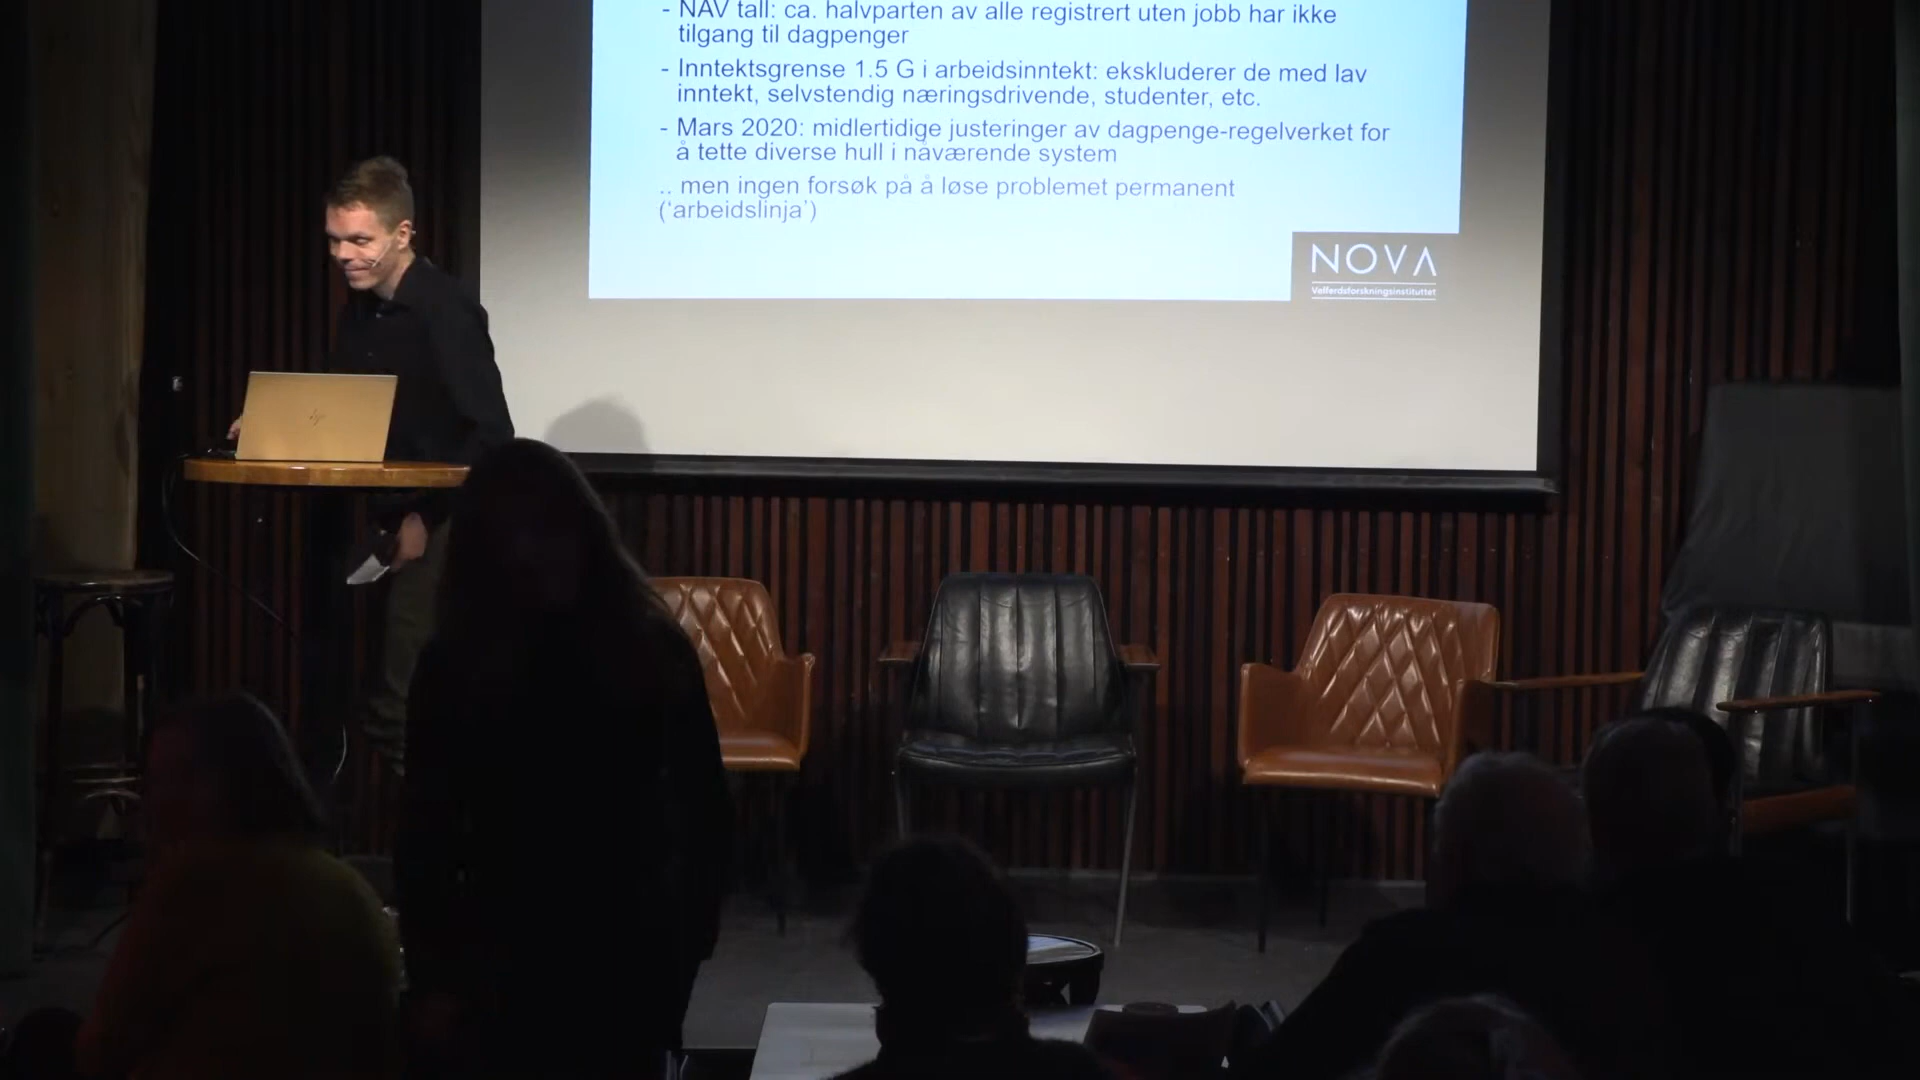 - NAV tall: ca. halvparten av alle registrert uten jobb har ikke
tilgang til dagpenger
- Inntektsgrense 1.5 G i arbeidsinntekt: ekskluderer de med lav
inntekt, selvstendig næringsdrivende, studenter, etc.
- Mars 2020: midlertidige justeringer av dagpenge-regelverket for
å tette diverse hull i nåværende system
.. men ingen forsøk på å løse problemet permanent
(‘arbeidslinja’)
NOVA
Velferdsforskningsinstituttet
hp